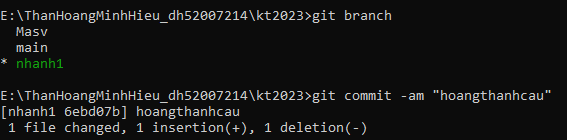 E:\ThanHoangMinhHieu_dh52007214\kt2023>git branch
  Masv
  main
* nhanh1

E:\ThanHoangMinhHieu_dh52007214\kt2023>git commit -am "hoangthanhcau"
[nhanh1 6ebd07b] hoangthanhcau
 1 file changed, 1 insertion(+), 1 deletion(-)